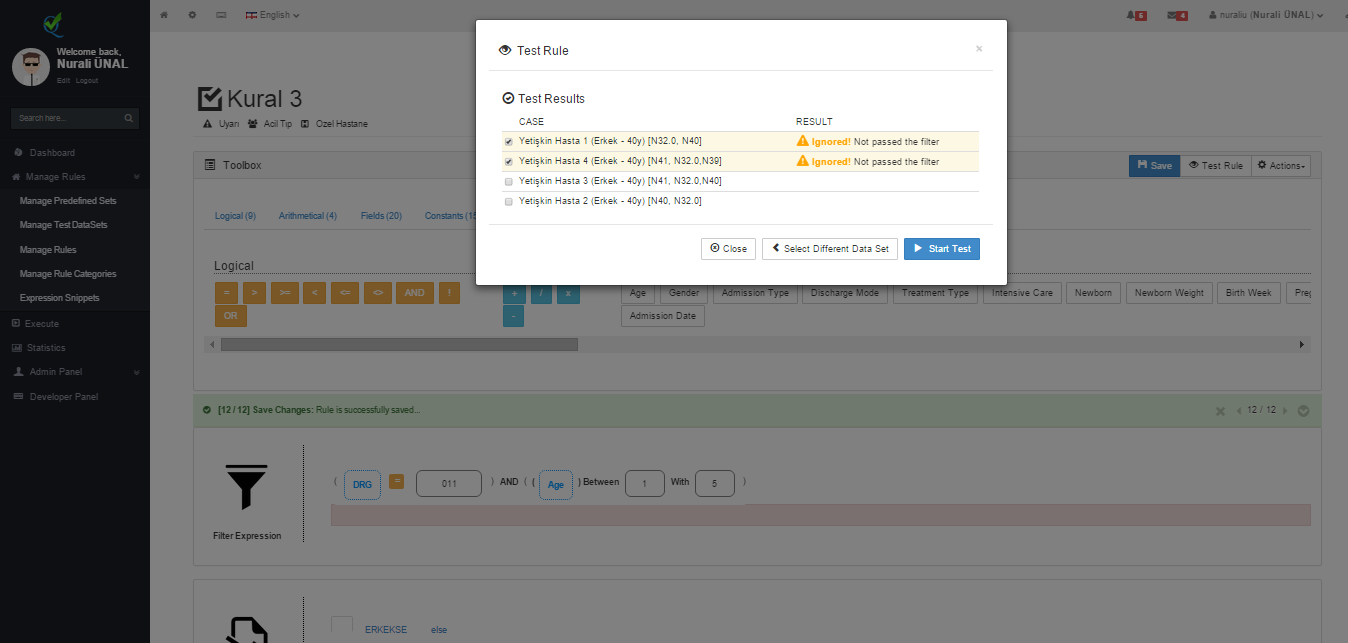 English
6
4
nuraliu (Nurali ÜNAL)
Welcome back,
Nurali ÜNAL
Edit Logout
Search here...
Dashboard
Manage Rules
Manage Predefined Sets
Manage Test DataSets
Manage Rules
Manage Rule Categories
Expression Snippets
Execute
Statistics
Admin Panel
Developer Panel
Kural 3
Uyarı Acil Tıp Özel Hastane
Toolbox
Save Test Rule Actions
Logical (9) Arithmetical (4) Fields (20) Constants (15
Test Rule
×
Test Results
CASE RESULT
Yetişkin Hasta 1 (Erkek - 40y) [N32.0, N40] Ignored! Not passed the filter
Yetişkin Hasta 4 (Erkek - 40y) [N41, N32.0,N39] Ignored! Not passed the filter
Yetişkin Hasta 3 (Erkek - 40y) [N41, N32.0,N40]
Yetişkin Hasta 2 (Erkek - 40y) [N40, N32.0]
Close Select Different Data Set Start Test
Logical
= > >= < <= <> AND ! + / x Age Gender Admission Type Discharge Mode Treatment Type Intensive Care Newborn Newborn Weight Birth Week
OR - Admission Date
[12 / 12] Save Changes: Rule is successfully saved...
12 / 12
( DRG = 011 ) AND ( ( Age ) Between 1 With 5 )
Filter Expression
ERKEKSE else